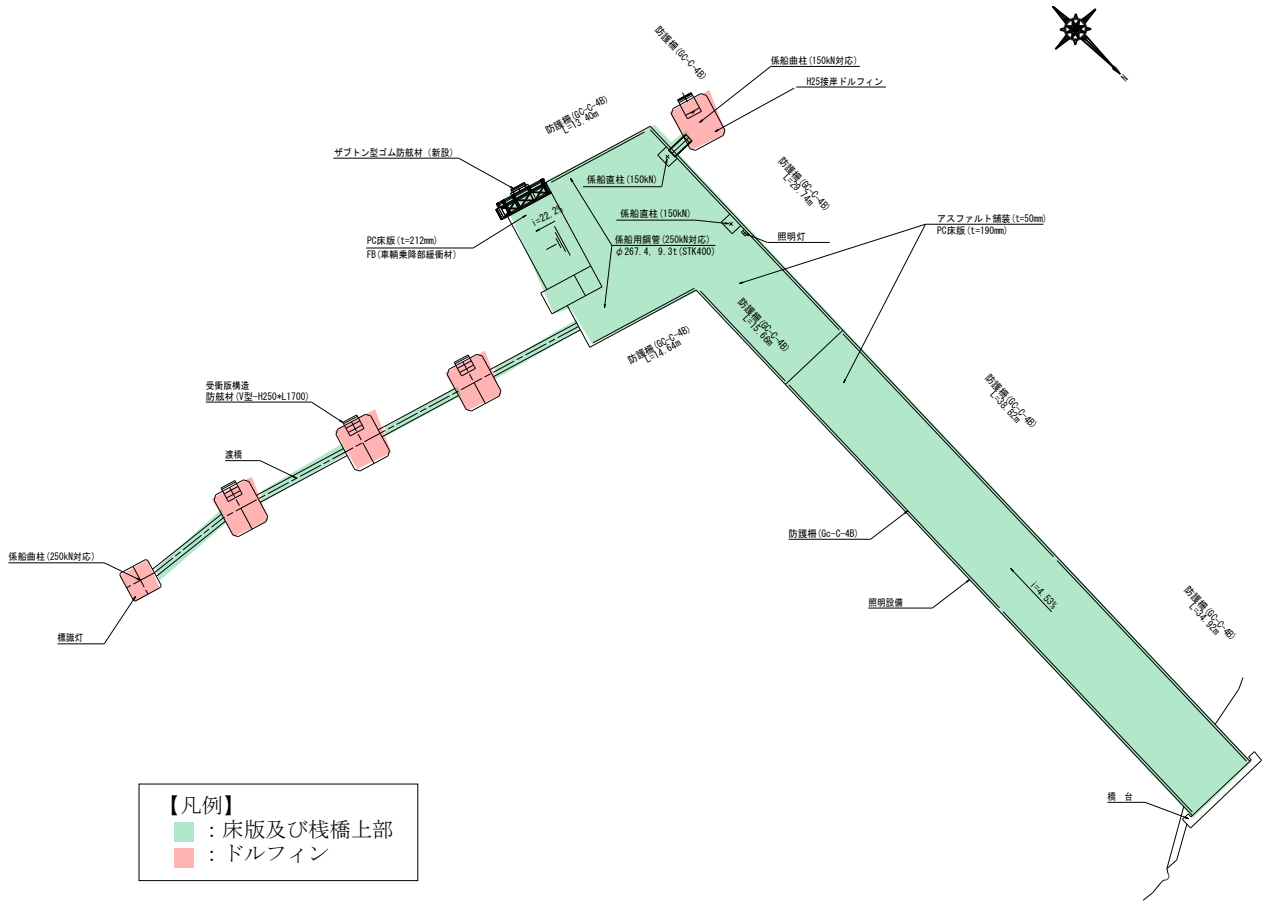 防護柵(GC-C-4B)
係船曲柱(150kN対応)
H25接岸ドルフィン
防護柵(GC-C-4B)
L=13.40m
ザブトン型ゴム防舷材（新設）
係船直柱(150kN)
防護柵(GC-C-4B)
L=29.74m
係船直柱(150kN)
i=22.2%
アスファルト舗装(t=50mm)
PC床版(t=190mm)
照明灯
PC床版(t=212mm)
FB(車輌乗降部緩衝材)
係船用鋼管(250kN対応)
φ267.4, 9.3t(STK400)
防護柵(GC-C-4B)
L=15.66m
防護柵(GC-C-4B)
L=14.64m
受衝版構造
防舷材(V型-H250*L1700)
防護柵(GC-C-4B)
L=38.82m
渡橋
防護柵(Gc-C-4B)
係船曲柱(250kN対応)
i=4.53%
照明設備
防護柵(GC-C-4B)
L=34.92m
標識灯
橋 台
【凡例】
：床版及び桟橋上部
：ドルフィン
N